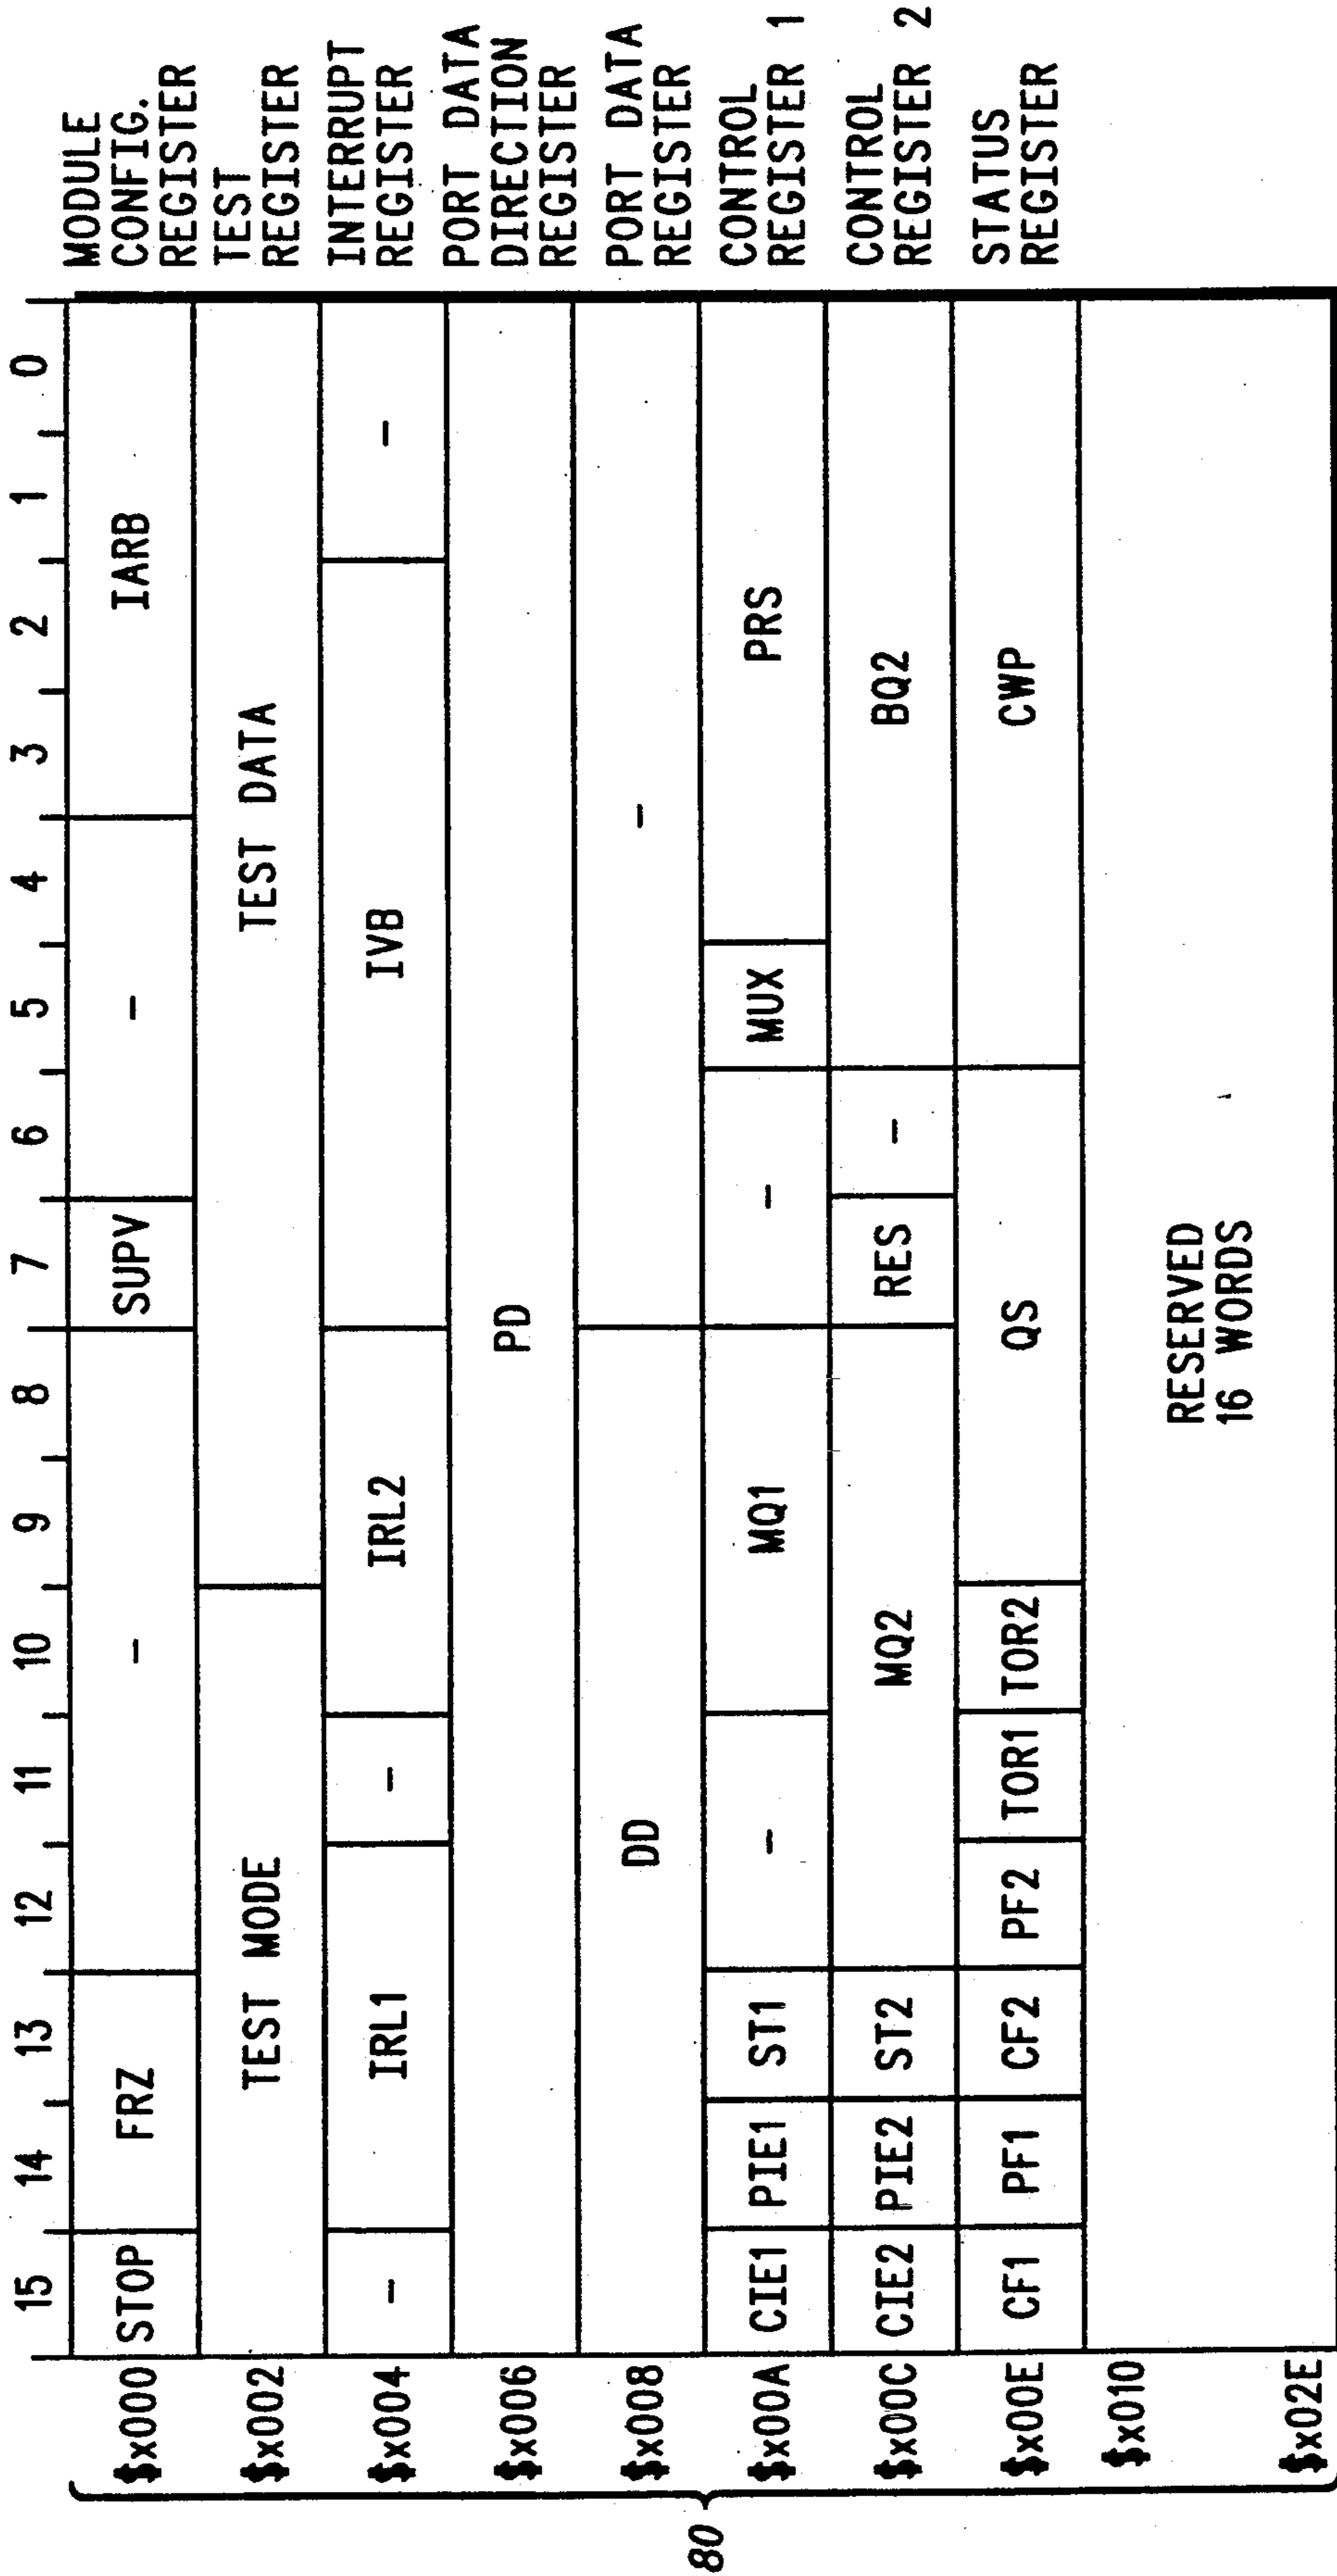 15 14 13 12 11 10 9 8 7 6 5 4 3 2 1 0
$x000 STOP FRZ – SUPV – IARB MODULE CONFIG. REGISTER
$x002 TEST MODE TEST DATA TEST REGISTER
$x004 – IRL1 – IRL2 IVB – INTERRUPT REGISTER
$x006 PD PORT DATA DIRECTION REGISTER
$x008 DD – PORT DATA REGISTER
$x00A CIE1 PIE1 ST1 – MQ1 – MUX PRS CONTROL REGISTER 1
$x00C CIE2 PIE2 ST2 MQ2 RES – BQ2 CONTROL REGISTER 2
$x00E CF1 PF1 CF2 PF2 TOR1 TOR2 QS CWP STATUS REGISTER
$x010
RESERVED
16 WORDS
$x02E
80